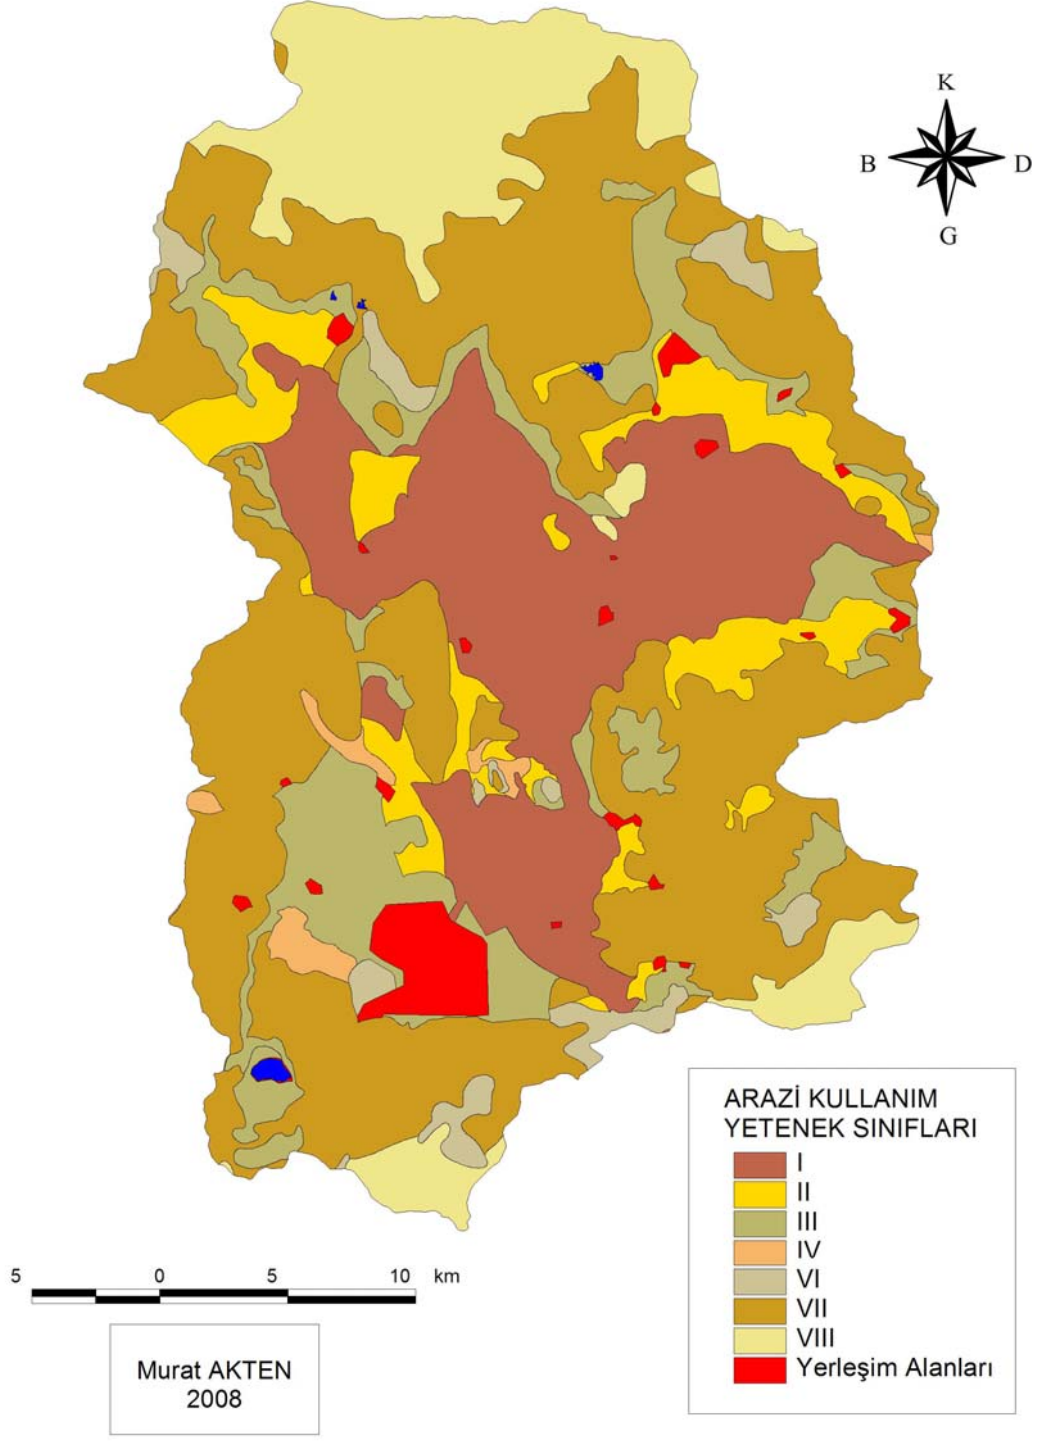 K
B D
G
ARAZİ KULLANIM
YETENEK SINIFLARI
I
II
III
IV
VI
VII
VIII
Yerleşim Alanları
5 0 5 10 km
Murat AKTEN
2008